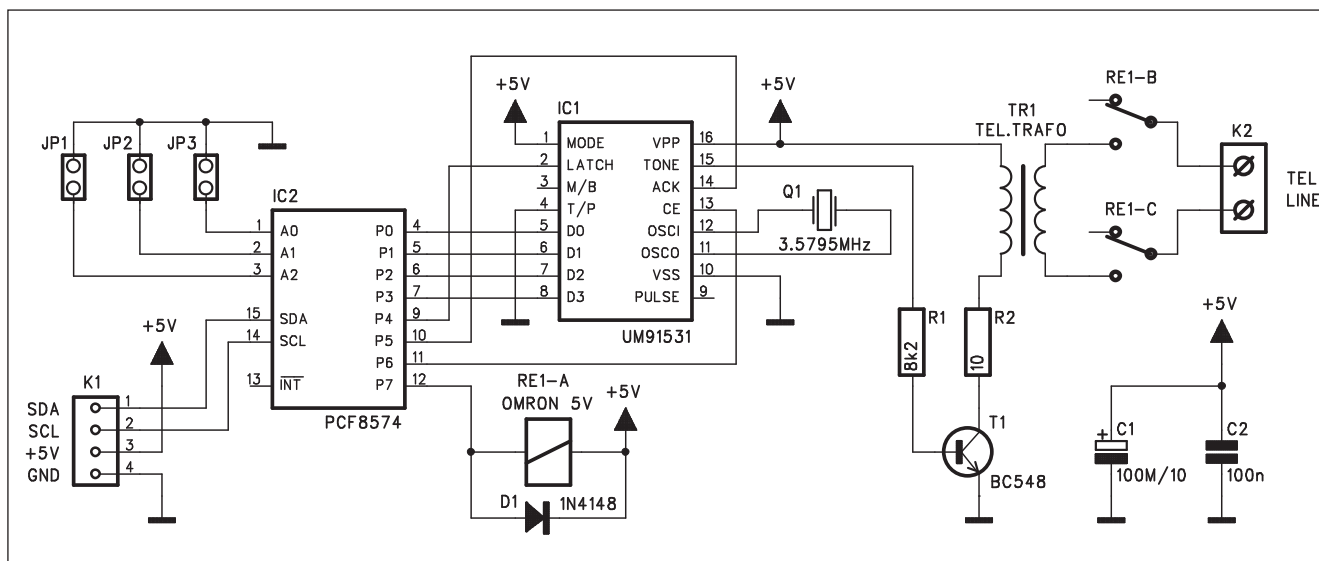 +5V
IC1
+5V
RE1-B
TR1
TEL.TRAFO
K2
JP1
JP2
JP3
1 MODE VPP 16
2 LATCH TONE 15
3 M/B ACK 14
4 T/P CE 13
5 D0 OSCI 12
6 D1 OSCO 11
7 D2 VSS 10
8 D3 PULSE 9
UM91531
Q1
3.5795MHz
TEL
LINE
RE1-C
IC2
1 A0 P0 4
2 A1 P1 5
3 A2 P2 6
P3 7
15 SDA P4 9
14 SCL P5 10
P6 11
13 INT P7 12
PCF8574
+5V
K1
SDA 1
SCL 2
+5V 3
GND 4
RE1-A
OMRON 5V
+5V
D1
1N4148
R1
8k2
R2
10
T1
BC548
+5V
+
C1
100M/10
C2
100n